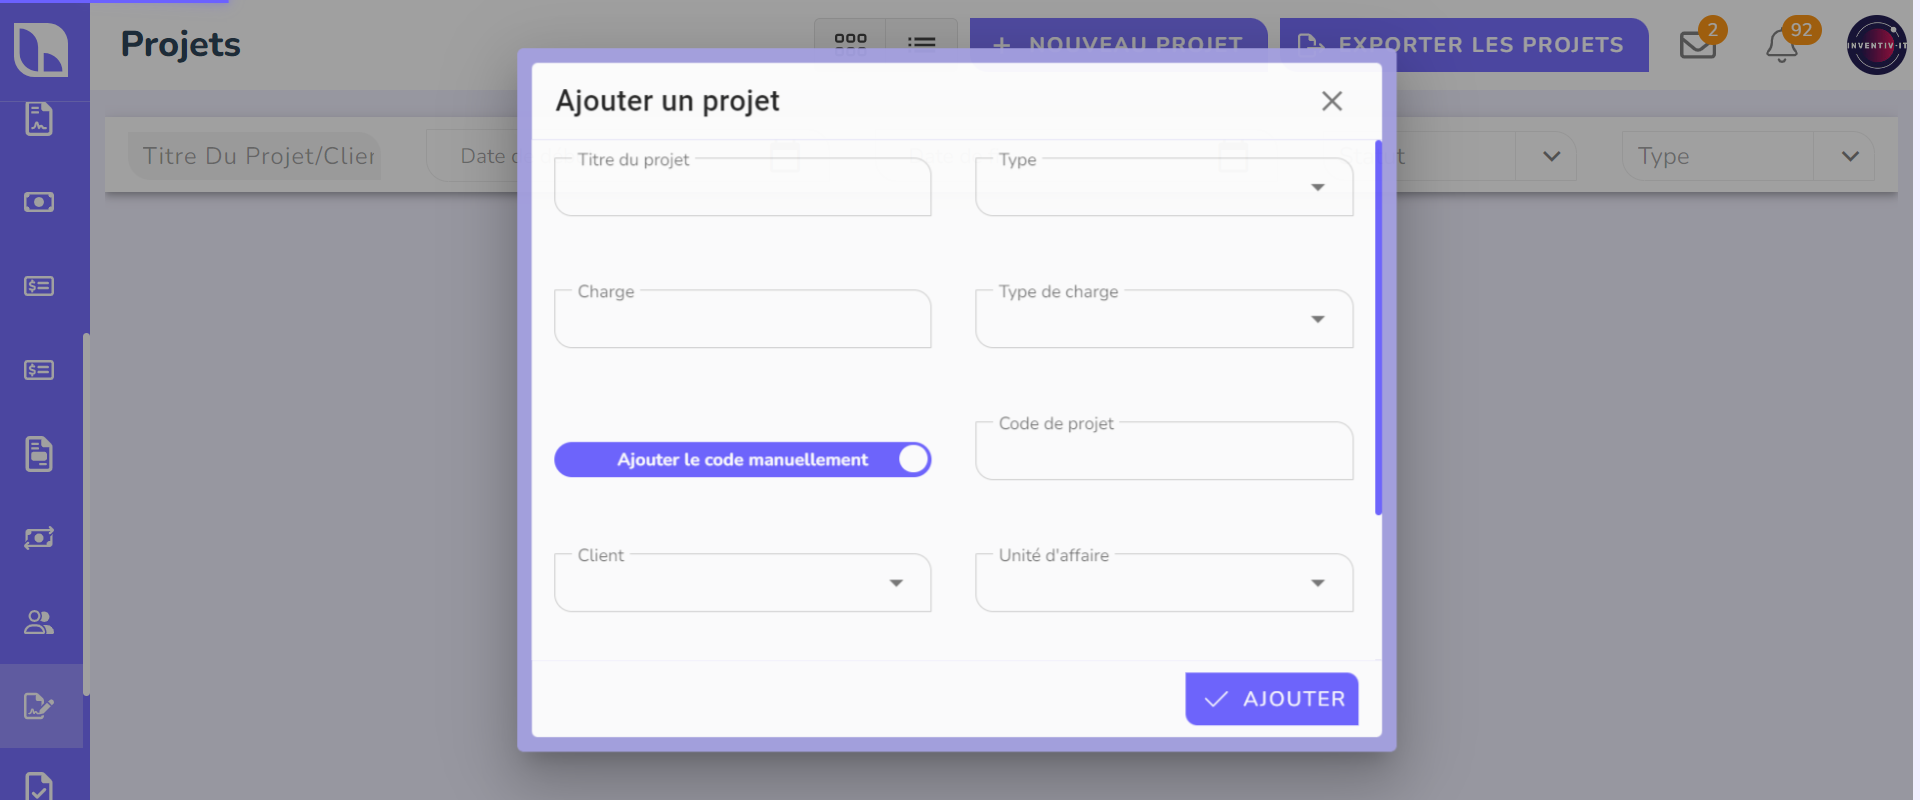 Projets
NOUVEAU PROJET
EXPORTER LES PROJETS
2
92
INVENTIV-IT
Titre Du Projet/Clien
Date
Type
Ajouter un projet
Titre du projet
Type
Charge
Type de charge
Ajouter le code manuellement
Code de projet
Client
Unité d'affaire
AJOUTER